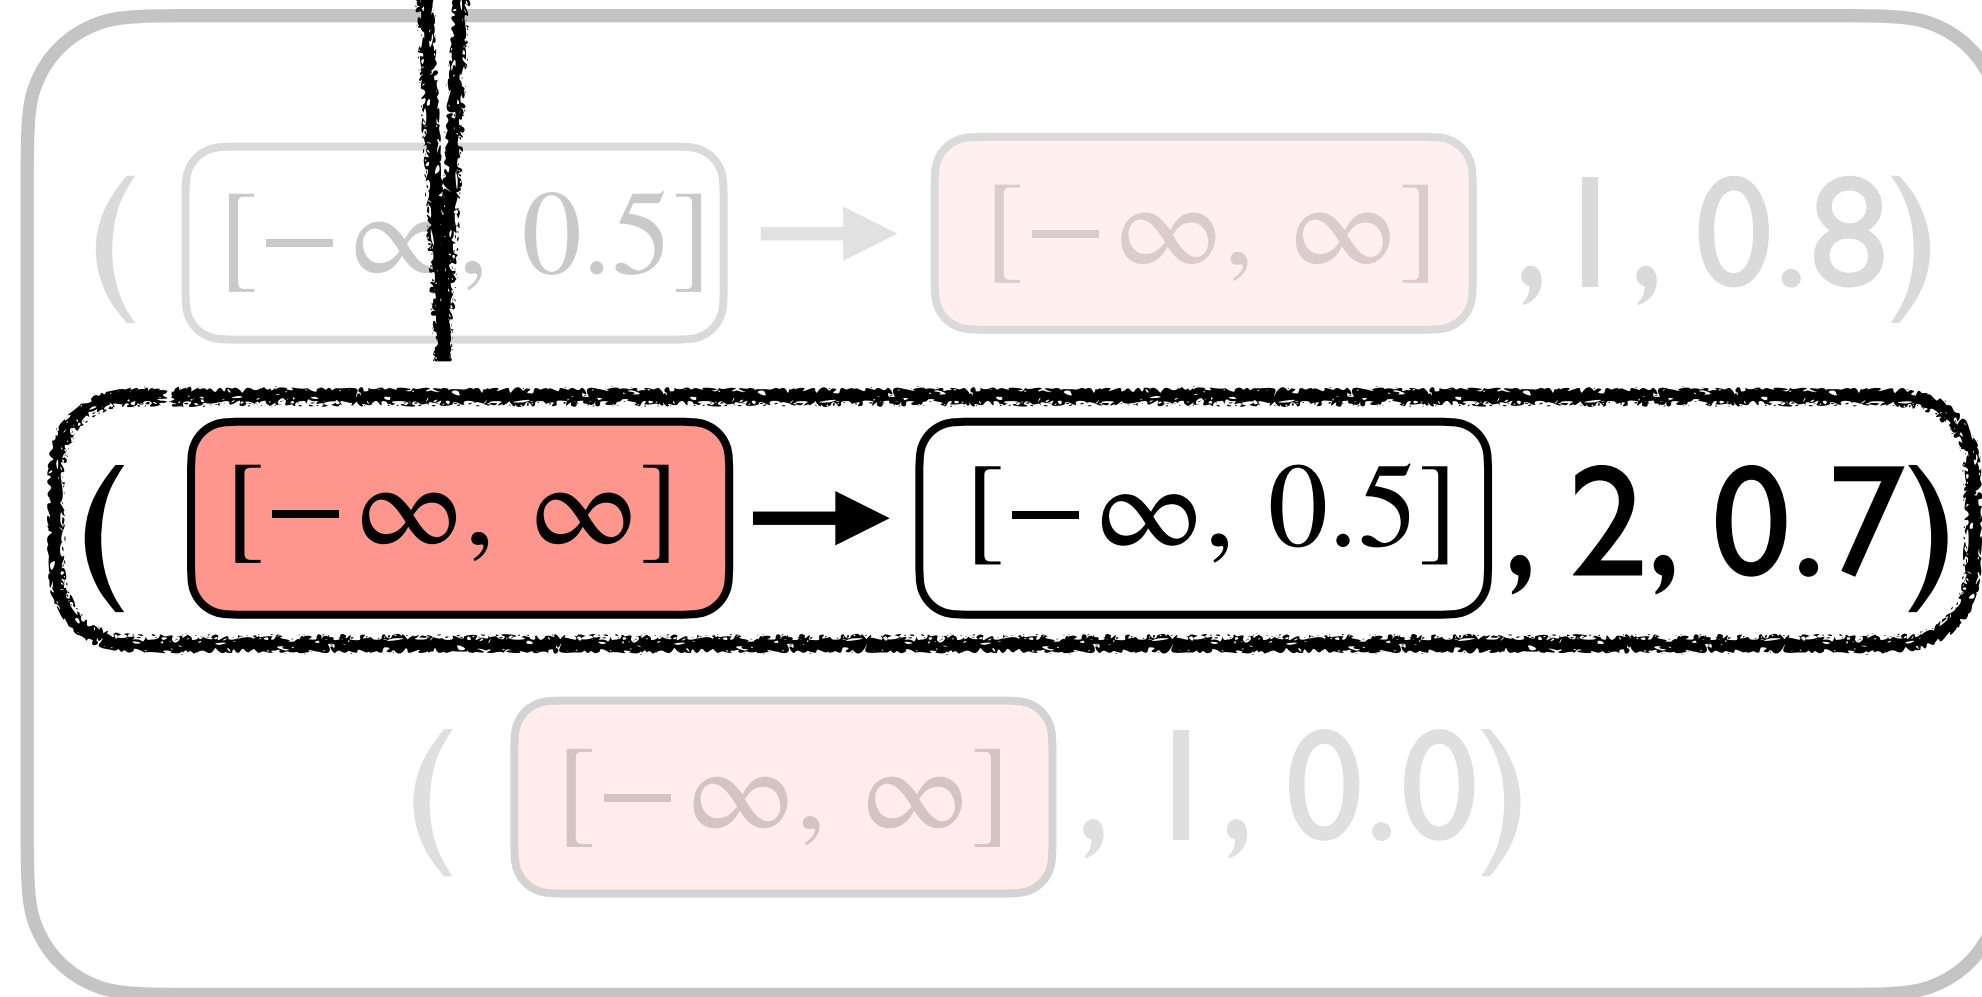 ( [−∞, 0.5] → [−∞, ∞] , 1, 0.8)
( [−∞, ∞] → [−∞, 0.5] , 2, 0.7)
( [−∞, ∞] , 1, 0.0)